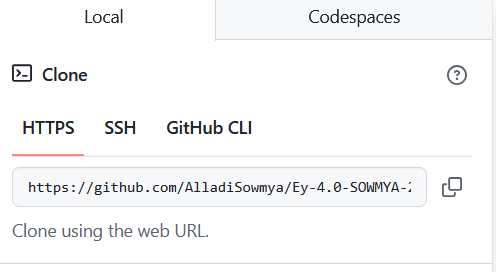 Local
Codespaces
Clone
HTTPS
SSH
GitHub CLI
https://github.com/AlladiSowmya/Ey-4.0-SOWMYA-
Clone using the web URL.